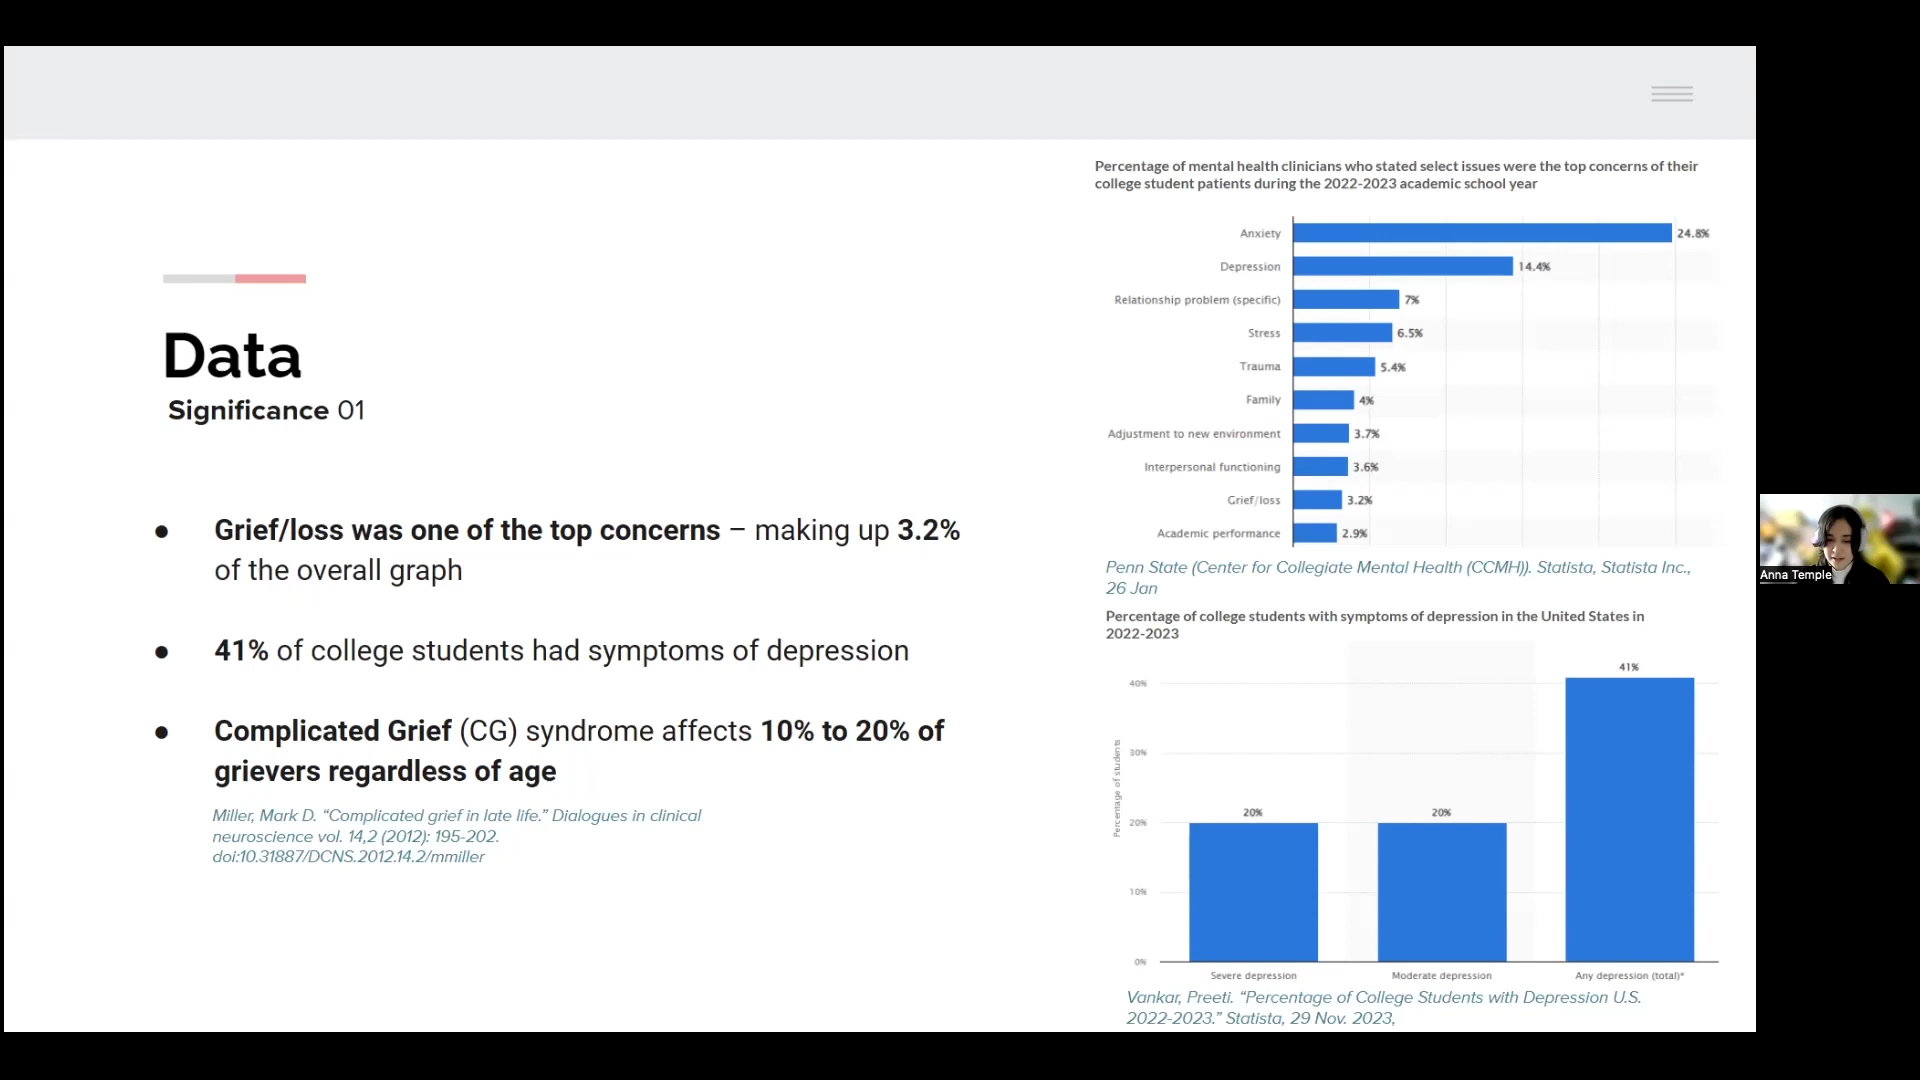 Data
Significance 01
● Grief/loss was one of the top concerns – making up 3.2%
of the overall graph
● 41% of college students had symptoms of depression
● Complicated Grief (CG) syndrome affects 10% to 20% of
grievers regardless of age
Miller, Mark D. “Complicated grief in late life.” Dialogues in clinical
neuroscience vol. 14,2 (2012): 195-202.
doi:10.31887/DCNS.2012.14.2/mmiller
Percentage of mental health clinicians who stated select issues were the top concerns of their
college student patients during the 2022-2023 academic school year
Anxiety 24.8%
Depression 14.4%
Relationship problem (specific) 7%
Stress 6.5%
Trauma 5.4%
Family 4%
Adjustment to new environment 3.7%
Interpersonal functioning 3.6%
Grief/loss 3.2%
Academic performance 2.9%
Penn State (Center for Collegiate Mental Health (CCMH)). Statista, Statista Inc.,
26 Jan
Percentage of college students with symptoms of depression in the United States in
2022-2023
Percentage of students
40%
30%
20%
10%
0%
20% 20% 41%
Severe depression Moderate depression Any depression (total)*
Vankar, Preeti. “Percentage of College Students with Depression U.S.
2022-2023.” Statista, 29 Nov. 2023,
Anna Temple